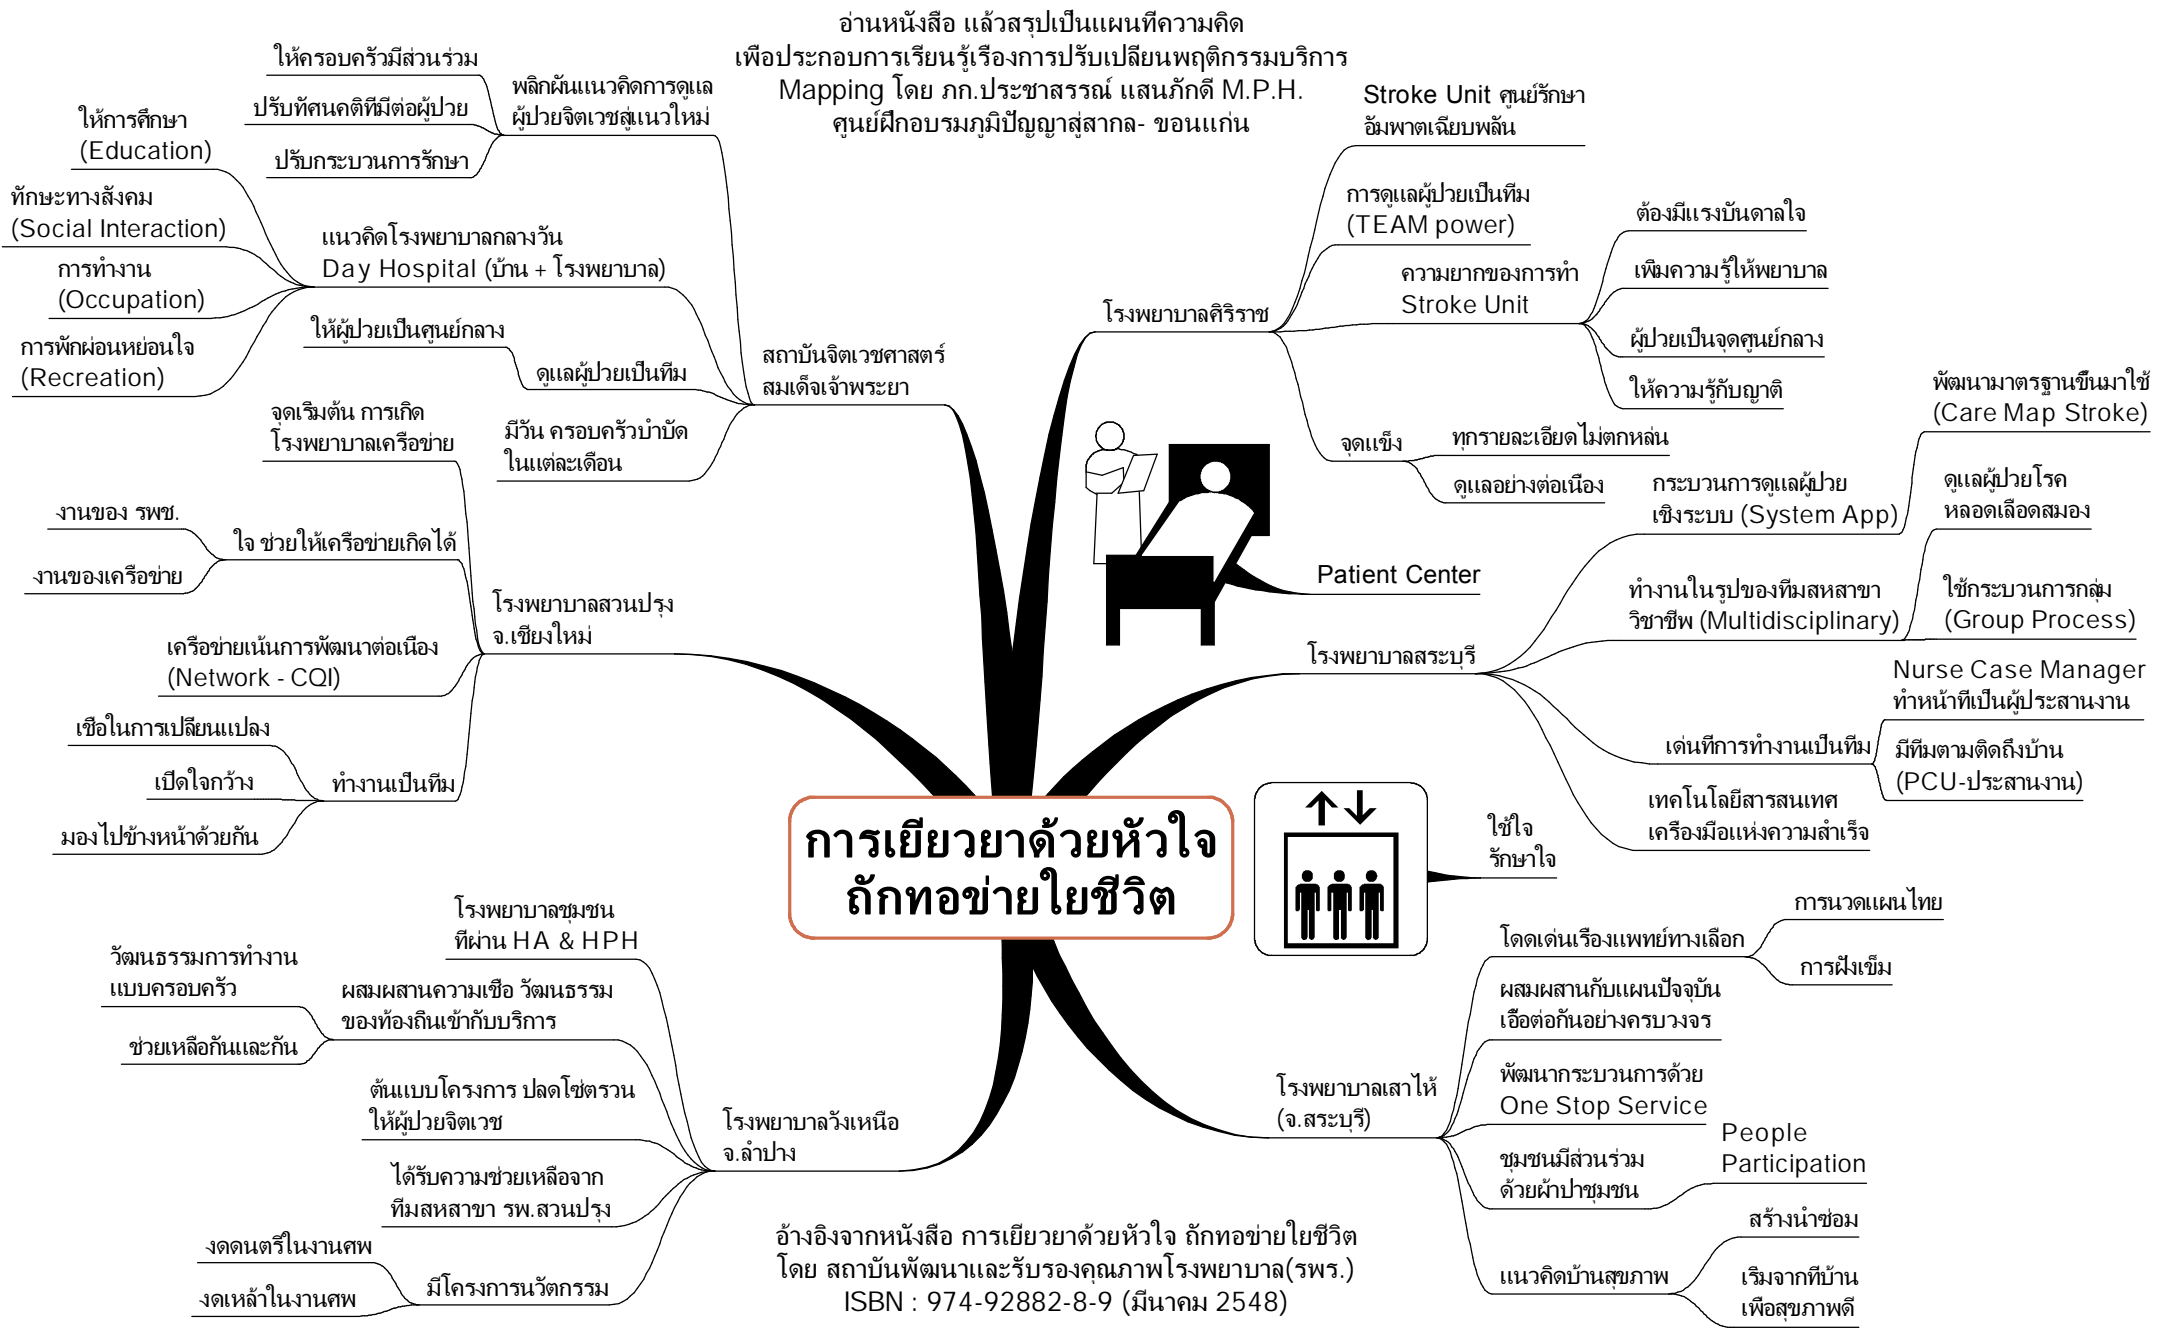 อ่านหนังสือ แล้วสรุปเป็นแผนทีความคิด
เพือประกอบการเรียนรู้เรืองการปรับเปลียนพฤติกรรมบริการ
Mapping โดย ภก.ประชาสรรณ์ แสนภักดี M.P.H.
ศูนย์ฝึกอบรมภูมิปัญญาสู่สากล- ขอนแก่น
การเยียวยาด้วยหัวใจ
ถักทอข่ายใยชีวิต
โรงพยาบาลศิริราช
Stroke Unit ศูนย์รักษา
อัมพาตเฉียบพลัน
การดูแลผู้ป่วยเป็นทีม
(TEAM power)
ความยากของการทำ
Stroke Unit
ต้องมีแรงบันดาลใจ
เพิมความรู้ให้พยาบาล
ผู้ป่วยเป็นจุดศูนย์กลาง
ให้ความรู้กับญาติ
จุดแข็ง
ทุกรายละเอียดไม่ตกหล่น
ดูแลอย่างต่อเนือง
Patient Center
โรงพยาบาลสระบุรี
กระบวนการดูแลผู้ป่วย
เชิงระบบ (System App)
พัฒนามาตรฐานขึนมาใช้
(Care Map Stroke)
ทำงานในรูปของทีมสหสาขา
วิชาชีพ (Multidisciplinary)
ดูแลผู้ป่วยโรค
หลอดเลือดสมอง
ใช้กระบวนการกลุ่ม
(Group Process)
เด่นทีการทำงานเป็นทีม
Nurse Case Manager
ทำหน้าทีเป็นผู้ประสานงาน
มีทีมตามติดถึงบ้าน
(PCU-ประสานงาน)
เทคโนโลยีสารสนเทศ
เครืองมือแห่งความสำเร็จ
ใช้ใจ
รักษาใจ
โรงพยาบาลเสาไห้
(จ.สระบุรี)
โดดเด่นเรืองแพทย์ทางเลือก
การนวดแผนไทย
การฝังเข็ม
ผสมผสานกับแผนปัจจุบัน
เอือต่อกันอย่างครบวงจร
พัฒนากระบวนการด้วย
One Stop Service
ชุมชนมีส่วนร่วม
ด้วยผ้าป่าชุมชน
People
Participation
แนวคิดบ้านสุขภาพ
สร้างนำซ่อม
เริมจากทีบ้าน
เพือสุขภาพดี
สถาบันจิตเวชศาสตร์
สมเด็จเจ้าพระยา
พลิกผันแนวคิดการดูแล
ผู้ป่วยจิตเวชสู่แนวใหม่
ให้ครอบครัวมีส่วนร่วม
ปรับทัศนคติทีมีต่อผู้ป่วย
ปรับกระบวนการรักษา
แนวคิดโรงพยาบาลกลางวัน
Day Hospital (บ้าน + โรงพยาบาล)
ให้การศึกษา
(Education)
ทักษะทางสังคม
(Social Interaction)
การทำงาน
(Occupation)
การพักผ่อนหย่อนใจ
(Recreation)
ดูแลผู้ป่วยเป็นทีม
ให้ผู้ป่วยเป็นศูนย์กลาง
มีวัน ครอบครัวบำบัด
ในแต่ละเดือน
โรงพยาบาลสวนปรุง
จ.เชียงใหม่
จุดเริมต้น การเกิด
โรงพยาบาลเครือข่าย
ใจ ช่วยให้เครือข่ายเกิดได้
งานของ รพช.
งานของเครือข่าย
เครือข่ายเน้นการพัฒนาต่อเนือง
(Network - CQI)
ทำงานเป็นทีม
เชือในการเปลียนแปลง
เปิดใจกว้าง
มองไปข้างหน้าด้วยกัน
โรงพยาบาลวังเหนือ
จ.ลำปาง
โรงพยาบาลชุมชน
ทีผ่าน HA & HPH
ผสมผสานความเชือ วัฒนธรรม
ของท้องถินเข้ากับบริการ
วัฒนธรรมการทำงาน
แบบครอบครัว
ช่วยเหลือกันและกัน
ต้นแบบโครงการ ปลดโซ่ตรวน
ให้ผู้ป่วยจิตเวช
ได้รับความช่วยเหลือจาก
ทีมสหสาขา รพ.สวนปรุง
มีโครงการนวัตกรรม
งดดนตรีในงานศพ
งดเหล้าในงานศพ
อ้างอิงจากหนังสือ การเยียวยาด้วยหัวใจ ถักทอข่ายใยชีวิต
โดย สถาบันพัฒนาและรับรองคุณภาพโรงพยาบาล(รพร.)
ISBN : 974-92882-8-9 (มีนาคม 2548)